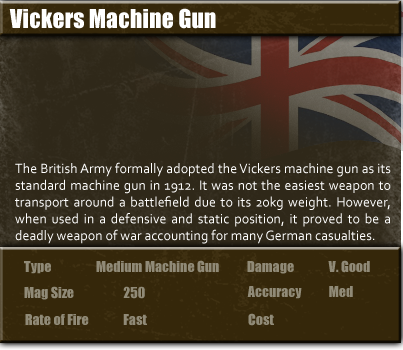 Vickers Machine Gun
The British Army formally adopted the Vickers machine gun as its
standard machine gun in 1912. It was not the easiest weapon to
transport around a battlefield due to its 20kg weight. However,
when used in a defensive and static position, it proved to be a
deadly weapon of war accounting for many German casualties.
Type Medium Machine Gun Damage V. Good
Mag Size 250 Accuracy Med
Rate of Fire Fast Cost